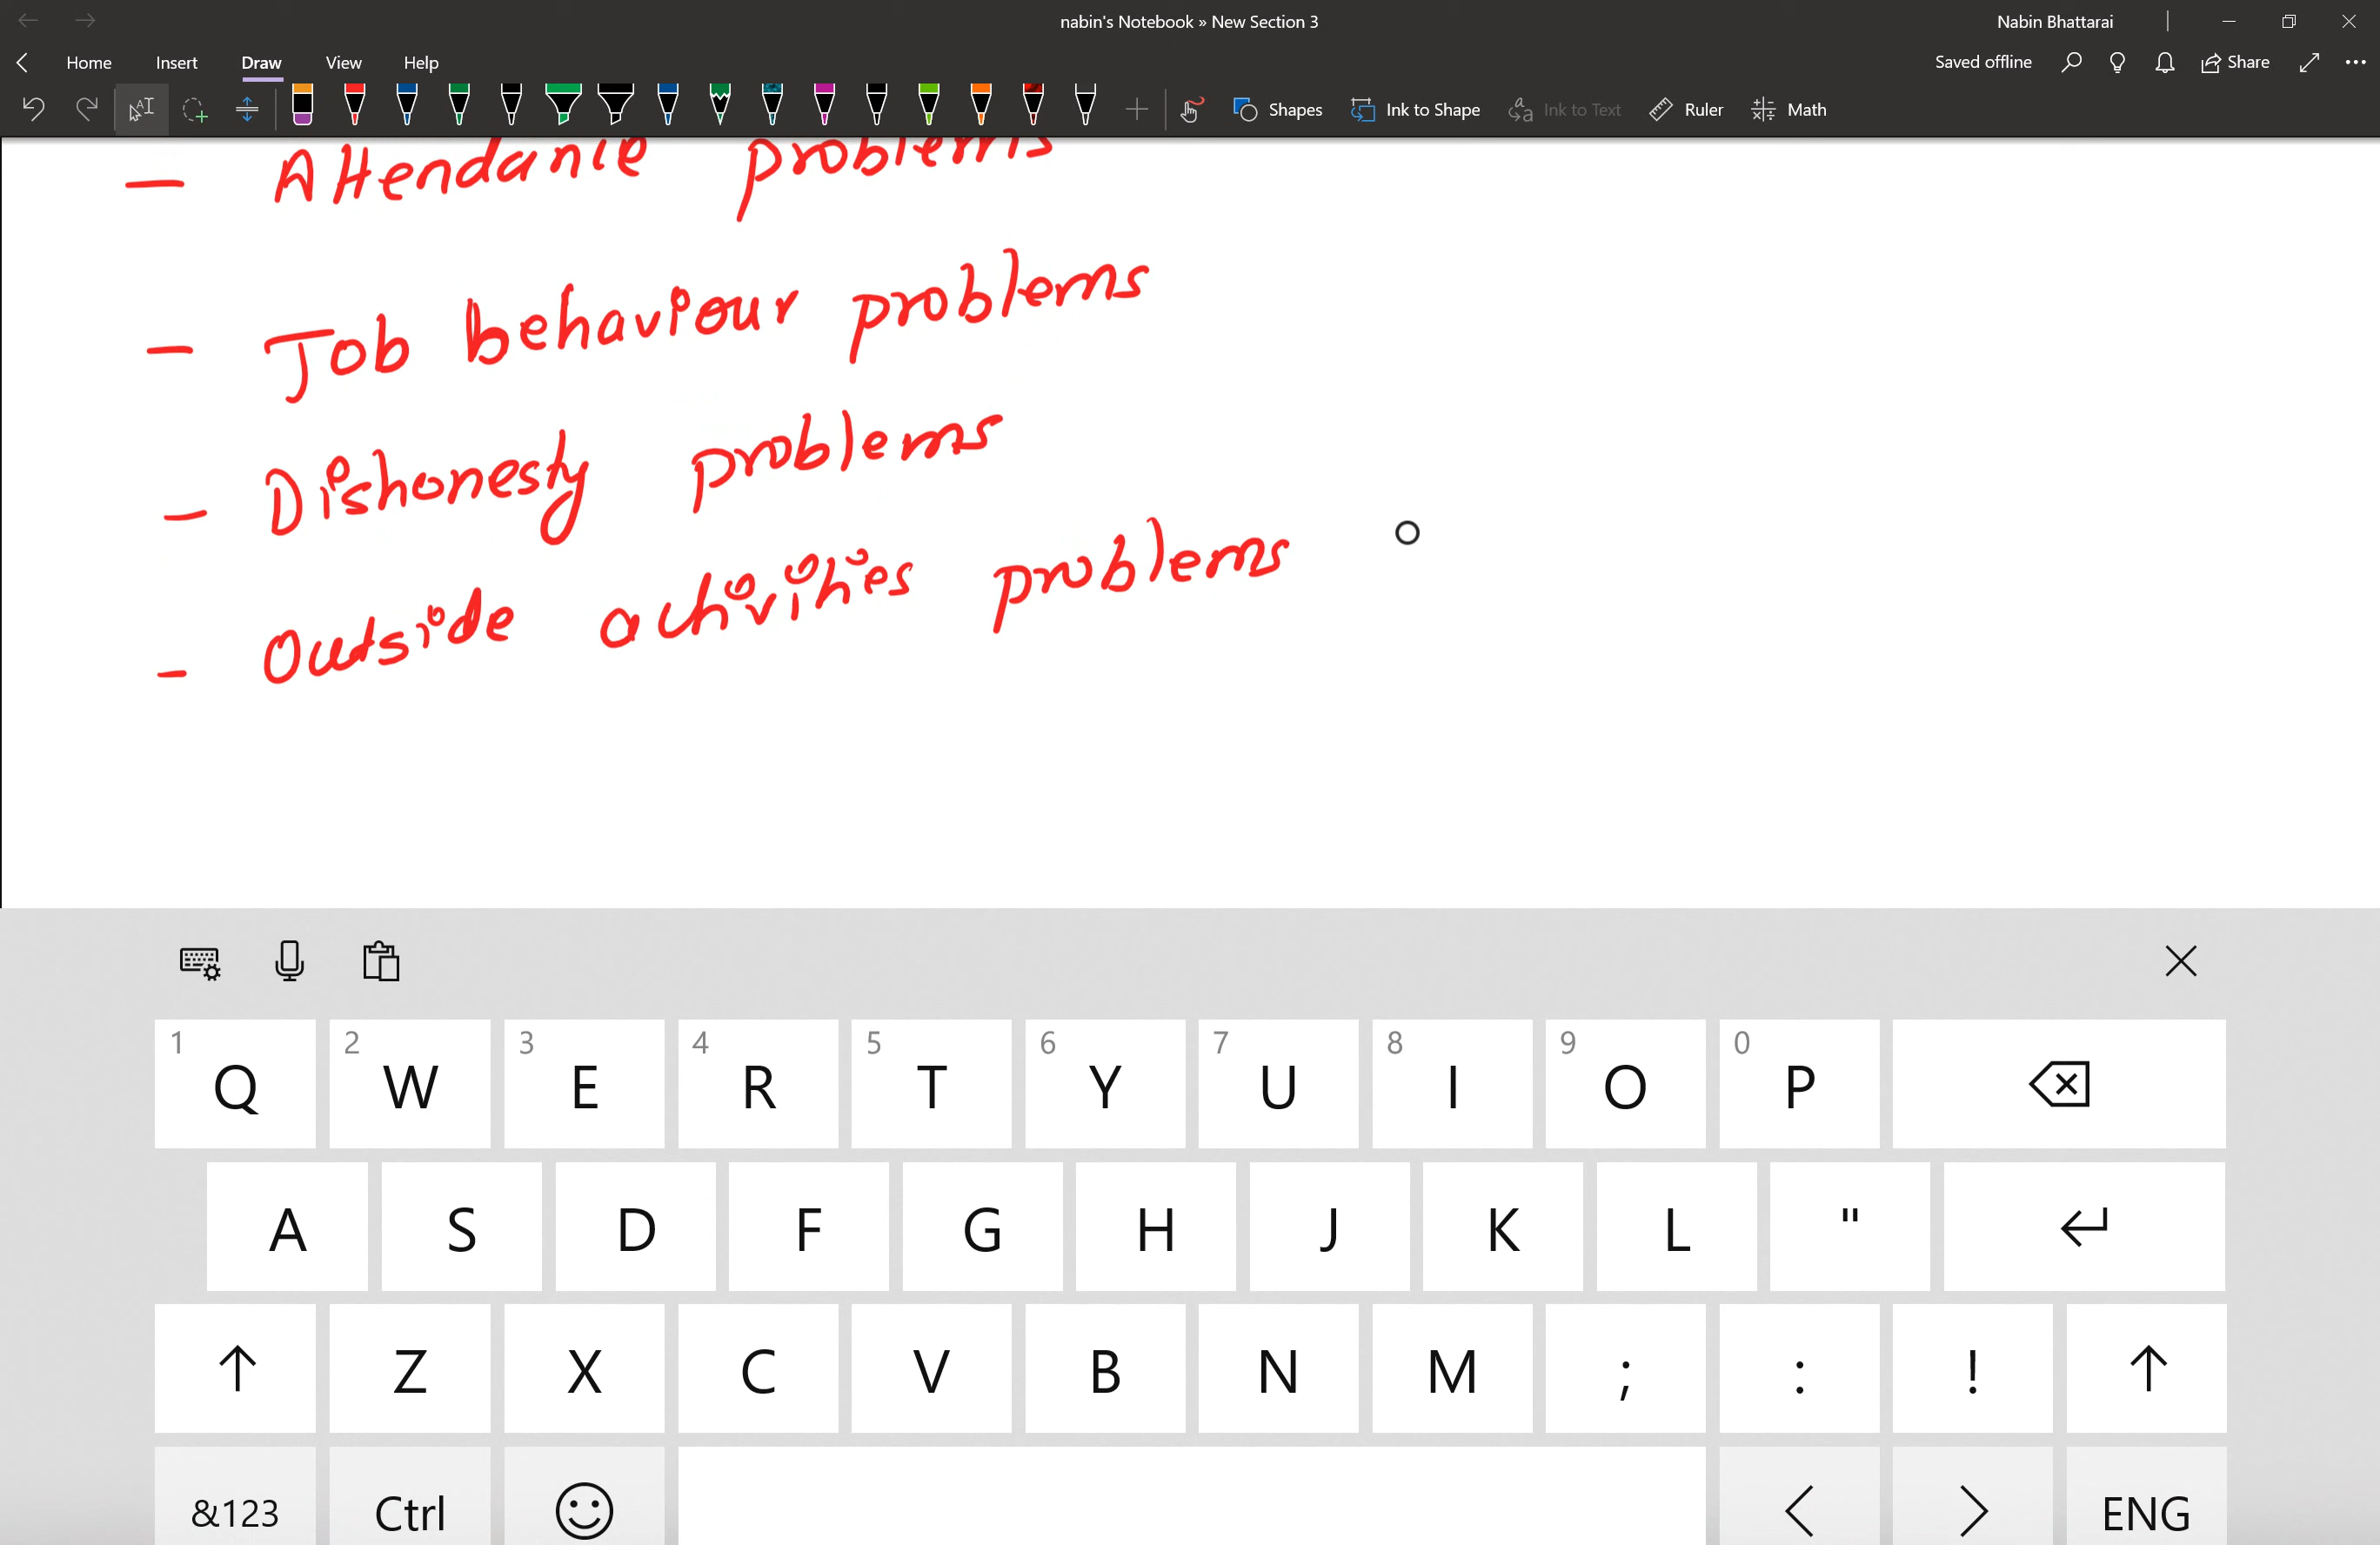 nabin's Notebook » New Section 3
Nabin Bhattarai
Home Insert Draw View Help
Saved offline
Share
Shapes Ink to Shape Ink to Text Ruler Math
- Attendance problems
- Job behaviour problems
- Dishonesty problems
- Outside activities problems
1 2 3 4 5 6 7 8 9 0
Q W E R T Y U I O P
A S D F G H J K L "
Z X C V B N M ; : !
&123 Ctrl ENG